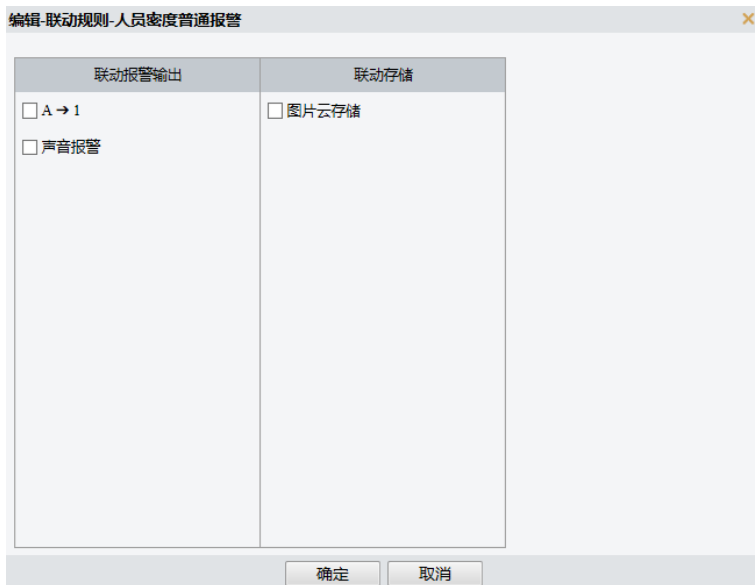 编辑-联动规则-人员密度普通报警
联动报警输出 联动存储
A➔1 图片云存储
声音报警
确定 取消